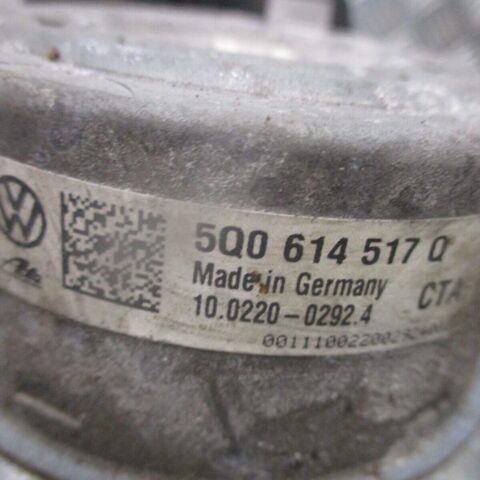 5Q0 614 517 Q
Made in Germany
CTA
10.0220-0292.4